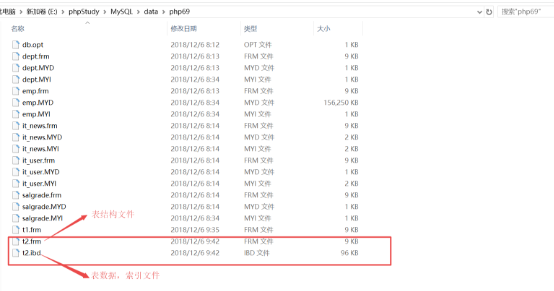 电脑 › 新加卷 (E:) › phpStudy › MySQL › data › php69
搜索"php69"
名称 修改日期 类型 大小
db.opt 2018/12/6 8:12 OPT 文件 1 KB
dept.frm 2018/12/6 8:13 FRM 文件 9 KB
dept.MYD 2018/12/6 8:13 MYD 文件 1 KB
dept.MYI 2018/12/6 8:34 MYI 文件 1 KB
emp.frm 2018/12/6 8:13 FRM 文件 9 KB
emp.MYD 2018/12/6 8:34 MYD 文件 156,250 KB
emp.MYI 2018/12/6 8:34 MYI 文件 1 KB
it_news.frm 2018/12/6 8:13 FRM 文件 9 KB
it_news.MYD 2018/12/6 8:34 MYD 文件 1 KB
it_news.MYI 2018/12/6 8:34 MYI 文件 2 KB
it_user.frm 2018/12/6 8:13 FRM 文件 9 KB
it_user.MYD 2018/12/6 8:34 MYD 文件 1 KB
it_user.MYI 2018/12/6 8:34 MYI 文件 2 KB
salgrade.frm 2018/12/6 8:13 FRM 文件 9 KB
salgrade.MYD 2018/12/6 8:34 MYD 文件 1 KB
salgrade.MYI 2018/12/6 8:34 MYI 文件 1 KB
表结构文件
t1.frm 2018/12/6 9:35 FRM 文件 9 KB
t2.frm 2018/12/6 9:42 FRM 文件 9 KB
t2.ibd 2018/12/6 9:42 IBD 文件 96 KB
表数据，索引文件